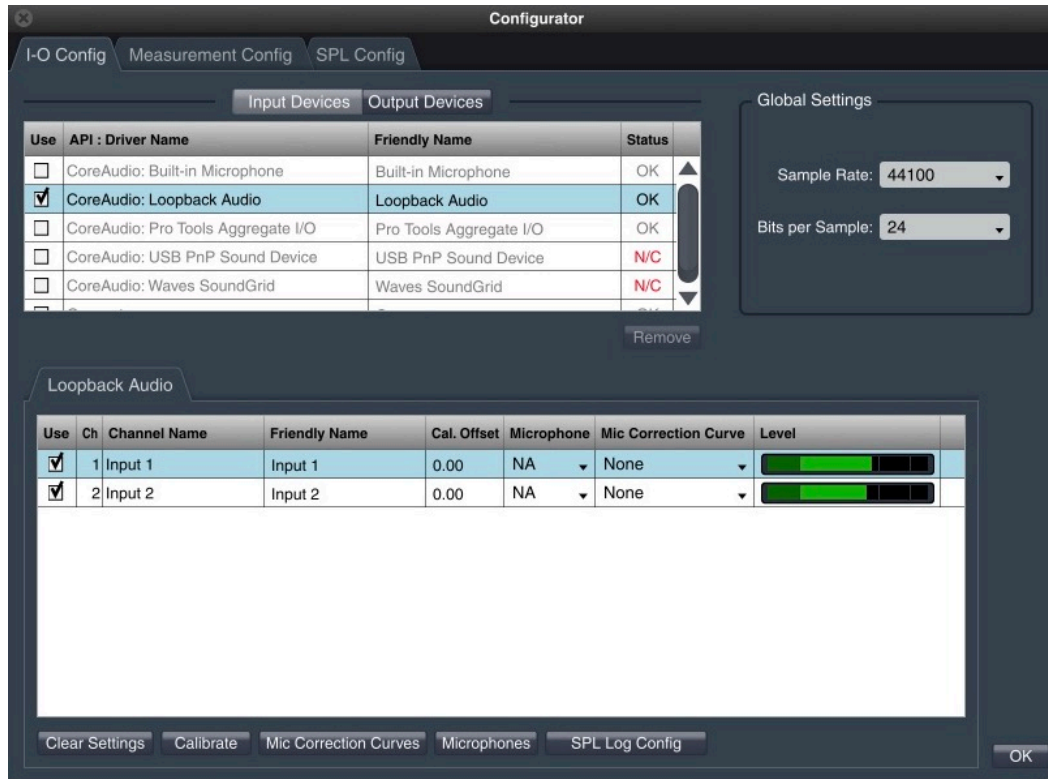 Configurator
I-O Config Measurement Config SPL Config
Input Devices Output Devices
Global Settings
Use API : Driver Name Friendly Name Status
CoreAudio: Built-in Microphone Built-in Microphone OK
Sample Rate: 44100
CoreAudio: Loopback Audio Loopback Audio OK
CoreAudio: Pro Tools Aggregate I/O Pro Tools Aggregate I/O OK
Bits per Sample: 24
CoreAudio: USB PnP Sound Device USB PnP Sound Device N/C
CoreAudio: Waves SoundGrid Waves SoundGrid N/C
Remove
Loopback Audio
Use Ch Channel Name Friendly Name Cal. Offset Microphone Mic Correction Curve Level
1 Input 1 Input 1 0.00 NA None
2 Input 2 Input 2 0.00 NA None
Clear Settings Calibrate Mic Correction Curves Microphones SPL Log Config
OK